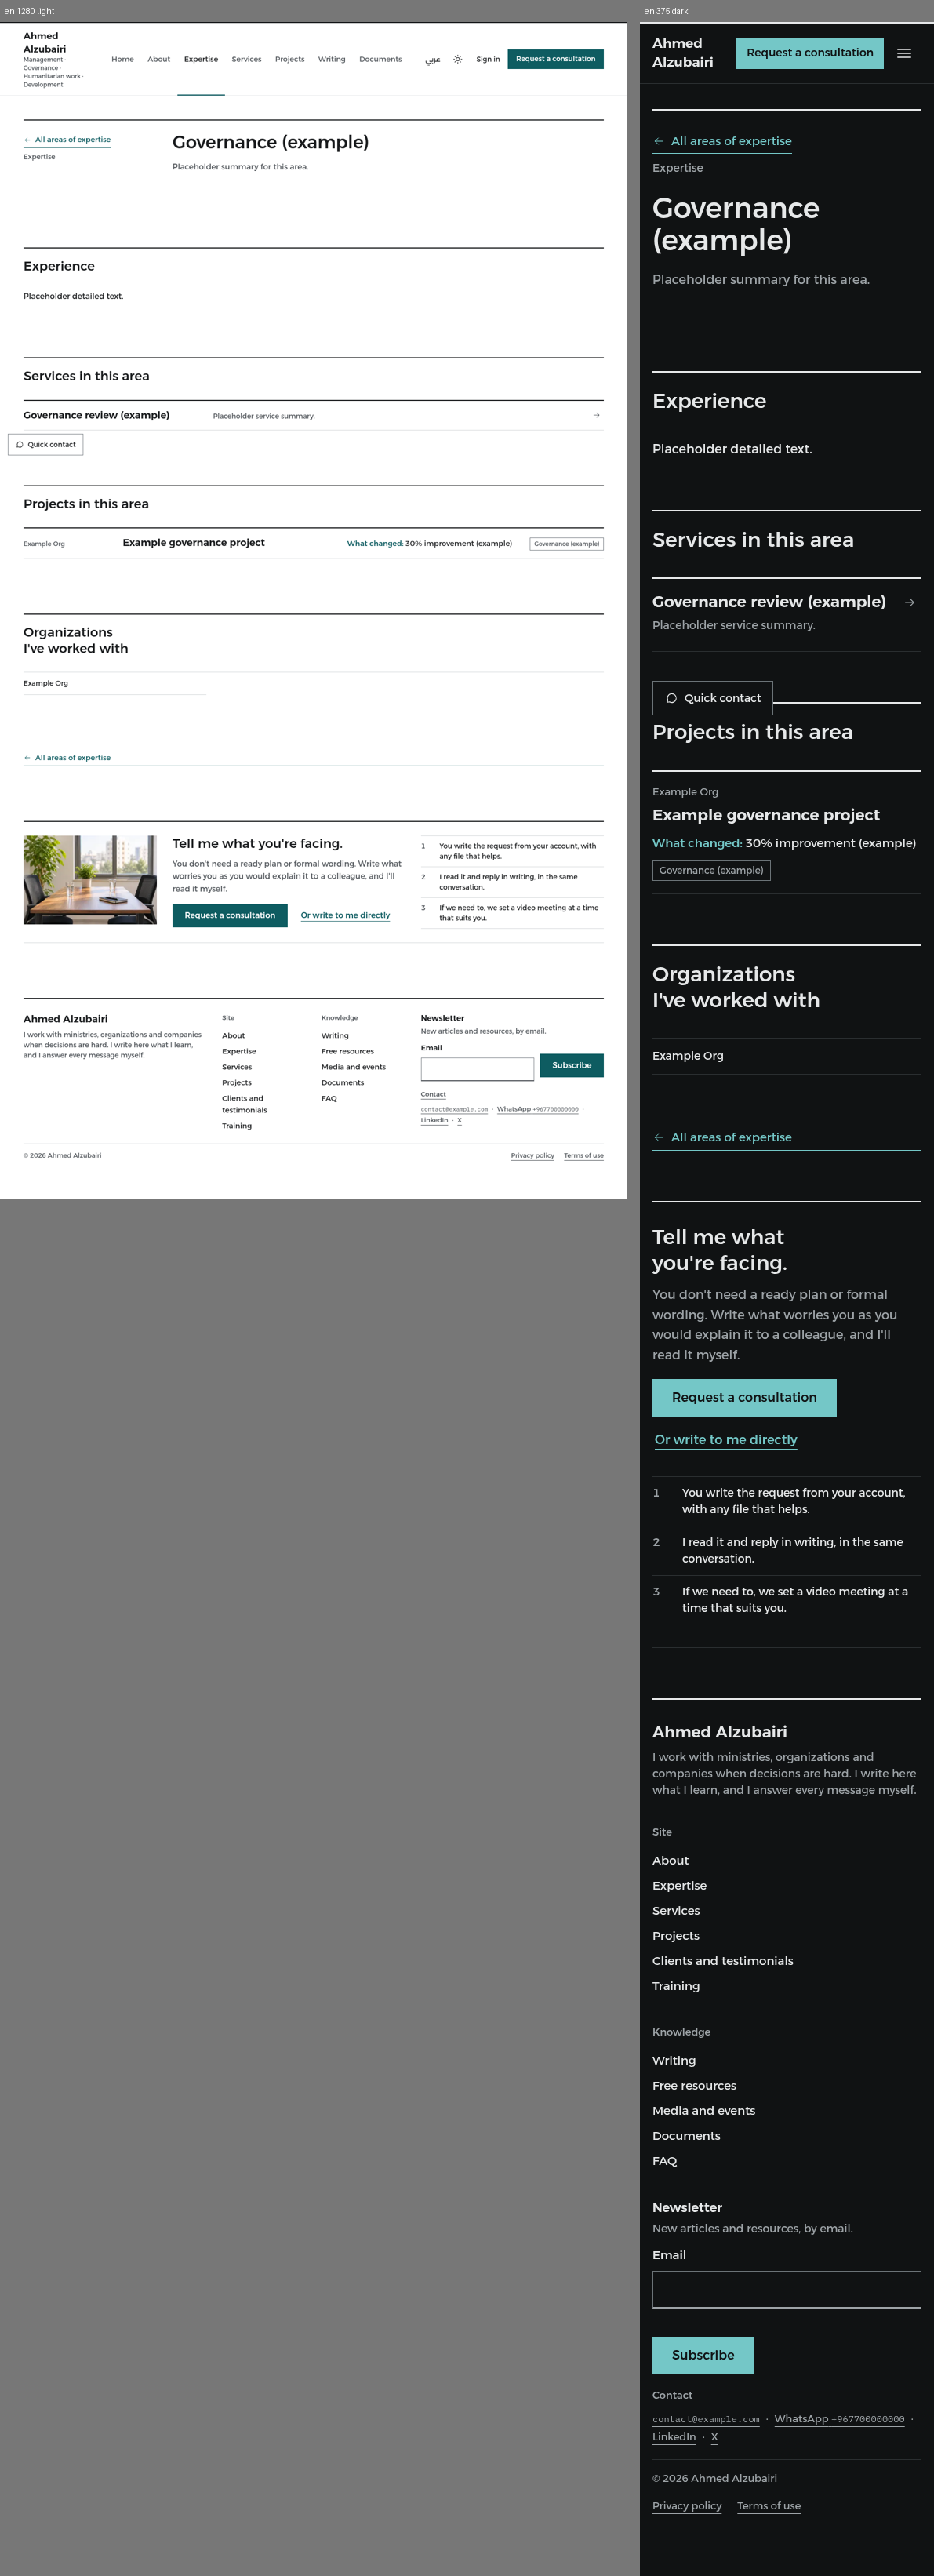 en 1280 light
Ahmed
Alzubairi
Management ·
Governance ·
Humanitarian work ·
Development
Home
About
Expertise
Services
Projects
Writing
Documents
عربي
Sign in
Request a consultation
← All areas of expertise
Expertise
Governance (example)
Placeholder summary for this area.
Experience
Placeholder detailed text.
Services in this area
Governance review (example)
Placeholder service summary.
→
Quick contact
Projects in this area
Example Org
Example governance project
What changed: 30% improvement (example)
Governance (example)
Organizations
I've worked with
Example Org
← All areas of expertise
Tell me what you're facing.
You don't need a ready plan or formal wording. Write what
worries you as you would explain it to a colleague, and I'll
read it myself.
Request a consultation
Or write to me directly
1 You write the request from your account, with
any file that helps.
2 I read it and reply in writing, in the same
conversation.
3 If we need to, we set a video meeting at a time
that suits you.
Ahmed Alzubairi
I work with ministries, organizations and companies
when decisions are hard. I write here what I learn,
and I answer every message myself.
Site
About
Expertise
Services
Projects
Clients and
testimonials
Training
Knowledge
Writing
Free resources
Media and events
Documents
FAQ
Newsletter
New articles and resources, by email.
Email
Subscribe
Contact
contact@example.com · WhatsApp +967700000000 ·
LinkedIn · X
© 2026 Ahmed Alzubairi
Privacy policy
Terms of use
en 375 dark
Ahmed
Alzubairi
Request a consultation
← All areas of expertise
Expertise
Governance
(example)
Placeholder summary for this area.
Experience
Placeholder detailed text.
Services in this area
Governance review (example) →
Placeholder service summary.
Quick contact
Projects in this area
Example Org
Example governance project
What changed: 30% improvement (example)
Governance (example)
Organizations
I've worked with
Example Org
← All areas of expertise
Tell me what
you're facing.
You don't need a ready plan or formal
wording. Write what worries you as you
would explain it to a colleague, and I'll
read it myself.
Request a consultation
Or write to me directly
1 You write the request from your account,
with any file that helps.
2 I read it and reply in writing, in the same
conversation.
3 If we need to, we set a video meeting at a
time that suits you.
Ahmed Alzubairi
I work with ministries, organizations and
companies when decisions are hard. I write here
what I learn, and I answer every message myself.
Site
About
Expertise
Services
Projects
Clients and testimonials
Training
Knowledge
Writing
Free resources
Media and events
Documents
FAQ
Newsletter
New articles and resources, by email.
Email
Subscribe
Contact
contact@example.com · WhatsApp +967700000000 ·
LinkedIn · X
© 2026 Ahmed Alzubairi
Privacy policy
Terms of use